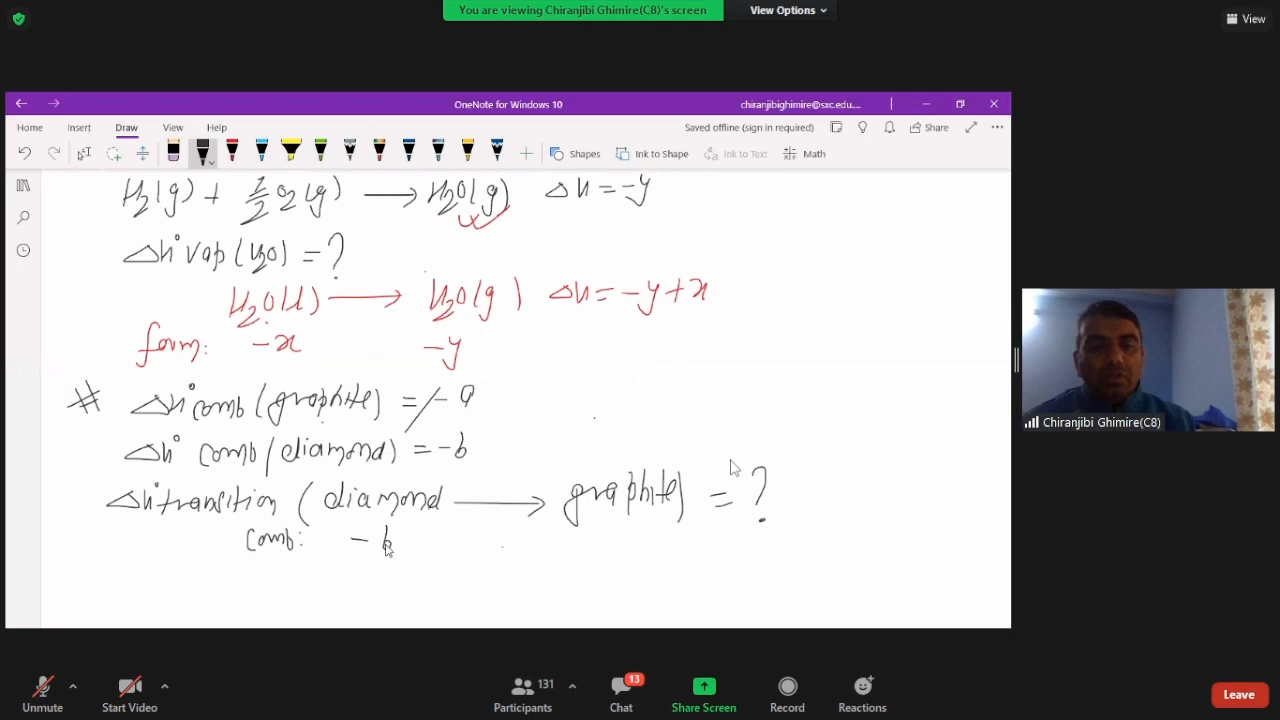 You are viewing Chiranjibi Ghimire(C8)'s screen
View Options
View
OneNote for Windows 10
chiranjibighimire@sxc.edu....
Home Insert Draw View Help
Saved offline (sign in required)
Share
Shapes
Ink to Shape
Ink to Text
Math
H2(g) + 1/2 O2(g) ⟶ H2O(g) ΔH = -y
ΔH° vap (H2O) = ?
H2O(l) ⟶ H2O(g) ΔH = -y + x
form: -x -y
# ΔH° comb (graphite) = - a
ΔH° comb (diamond) = -b
ΔH° transition (diamond ⟶ graphite) = ?
Comb: - b
Chiranjibi Ghimire(C8)
Unmute
Start Video
131
Participants
13
Chat
Share Screen
Record
Reactions
Leave